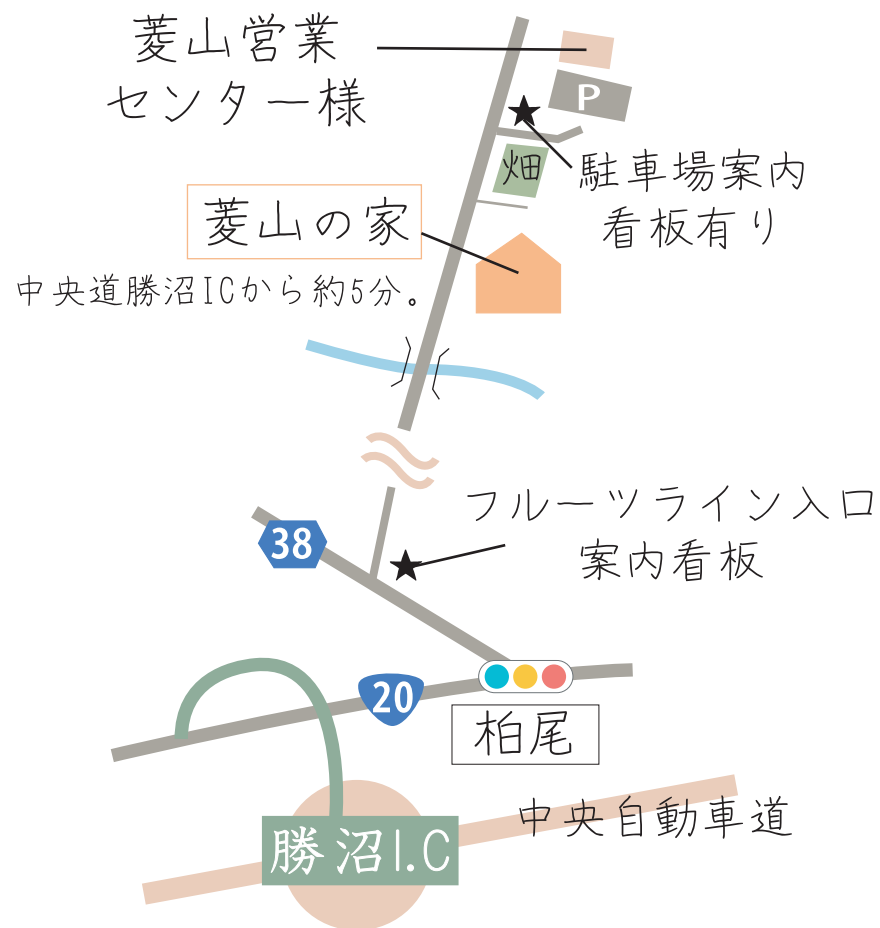 菱山営業
センター様
P
畑
駐車場案内
看板有り
菱山の家
中央道勝沼ICから約5分。
フルーツライン入口
案内看板
38
20
柏尾
中央自動車道
勝沼I.C